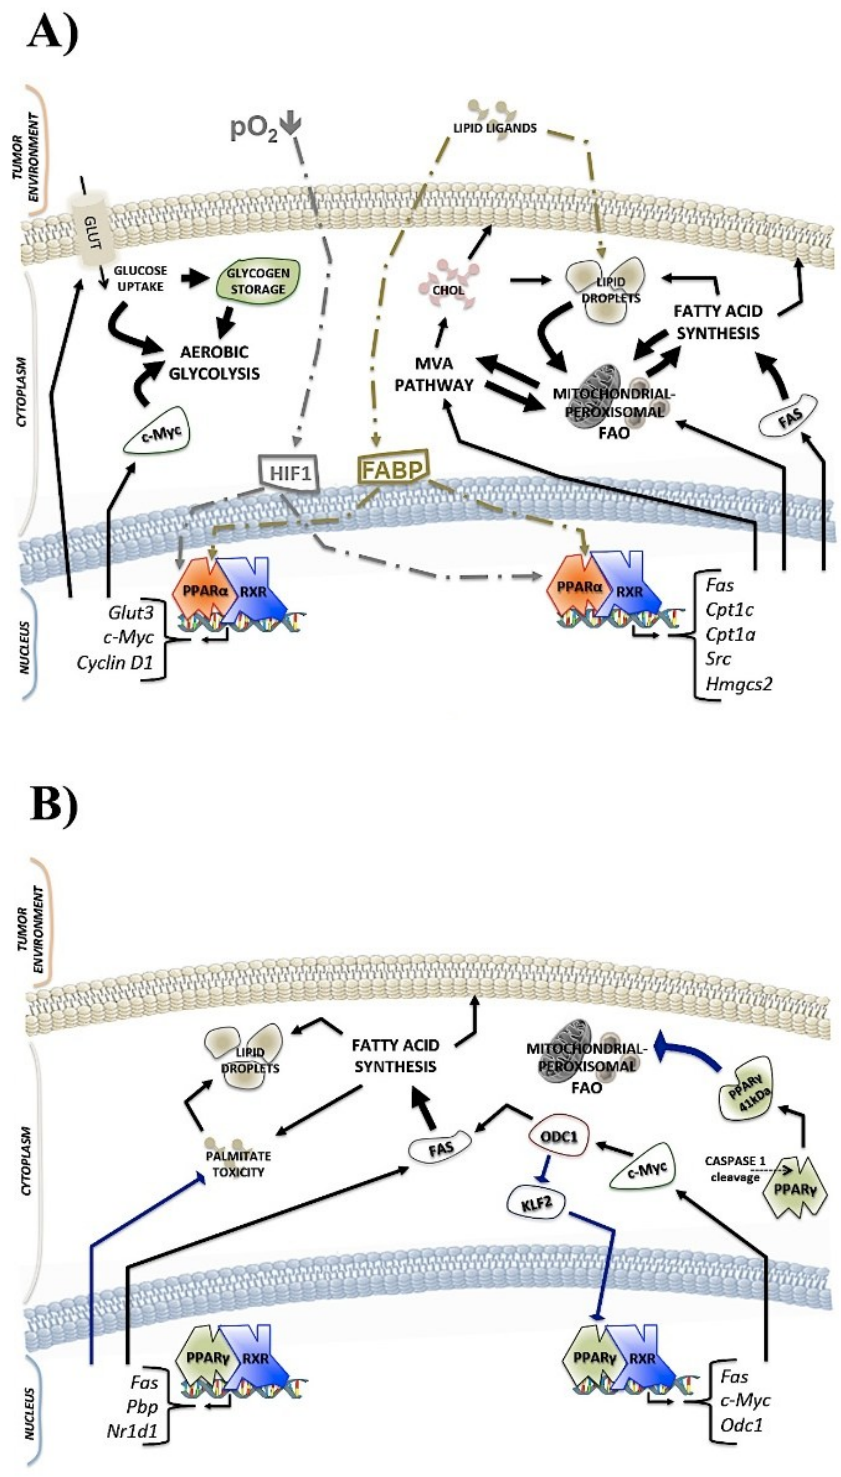 A)
TUMOR
ENVIRONMENT
CYTOPLASM
NUCLEUS
pO2
LIPID LIGANDS
GLUT
GLUCOSE
UPTAKE
GLYCOGEN
STORAGE
AEROBIC
GLYCOLYSIS
c-Myc
CHOL
LIPID
DROPLETS
FATTY ACID
SYNTHESIS
MVA
PATHWAY
MITOCHONDRIAL-
PEROXISOMAL
FAO
FAS
HIF1
FABP
PPARα
RXR
PPARα
RXR
Glut3
c-Myc
Cyclin D1
Fas
Cpt1c
Cpt1a
Src
Hmgcs2
B)
TUMOR
ENVIRONMENT
CYTOPLASM
NUCLEUS
LIPID
DROPLETS
FATTY ACID
SYNTHESIS
MITOCHONDRIAL-
PEROXISOMAL
FAO
PPARγ
41kDa
PALMITATE
TOXICITY
FAS
ODC1
c-Myc
KLF2
CASPASE 1
cleavage
PPARγ
PPARγ
RXR
PPARγ
RXR
Fas
Pbp
Nr1d1
Fas
c-Myc
Odc1